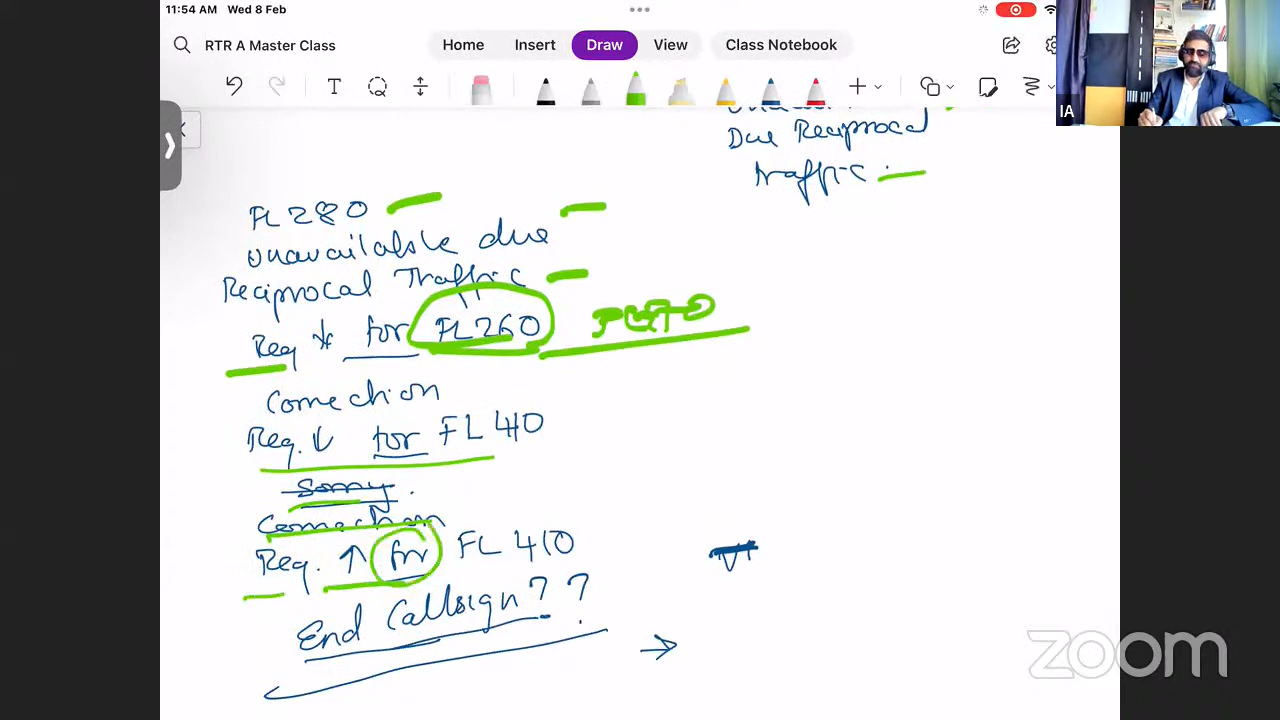 11:54 AM Wed 8 Feb
RTR A Master Class
Home Insert Draw View Class Notebook
IA
Due Reciprocal
Traffic.
FL 280
unavailable due
Reciprocal Traffic
Req for FL260
Correction
Req. ↓ for FL 410
Sorry.
Correction
Req. ↑ for FL 410
End Callsign??
→
zoom